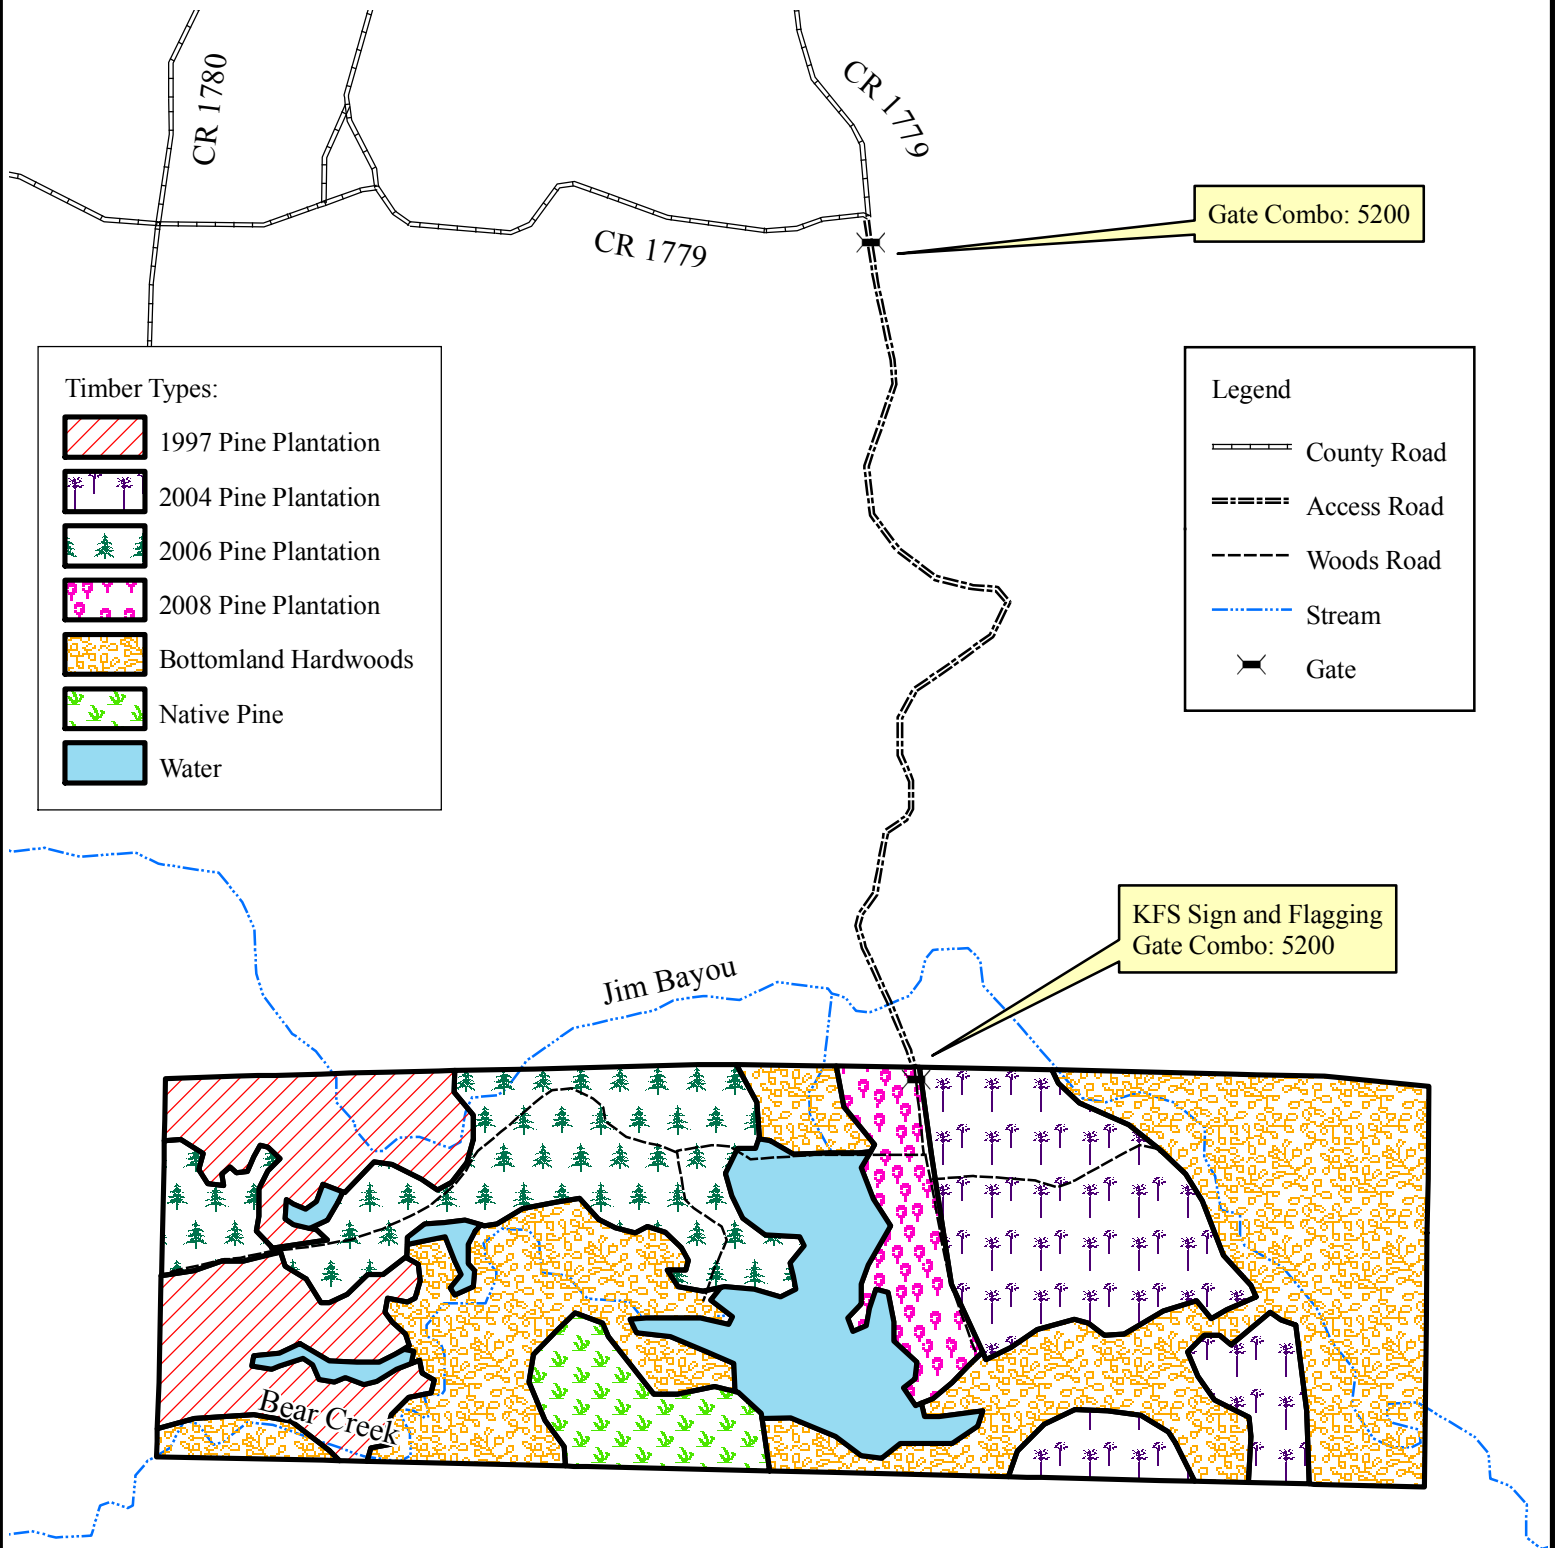 CR 1780
CR 1779
CR 1779
Gate Combo: 5200
Timber Types:
1997 Pine Plantation
2004 Pine Plantation
2006 Pine Plantation
2008 Pine Plantation
Bottomland Hardwoods
Native Pine
Water
Legend
County Road
Access Road
Woods Road
Stream
Gate
KFS Sign and Flagging
Gate Combo: 5200
Jim Bayou
Bear Creek